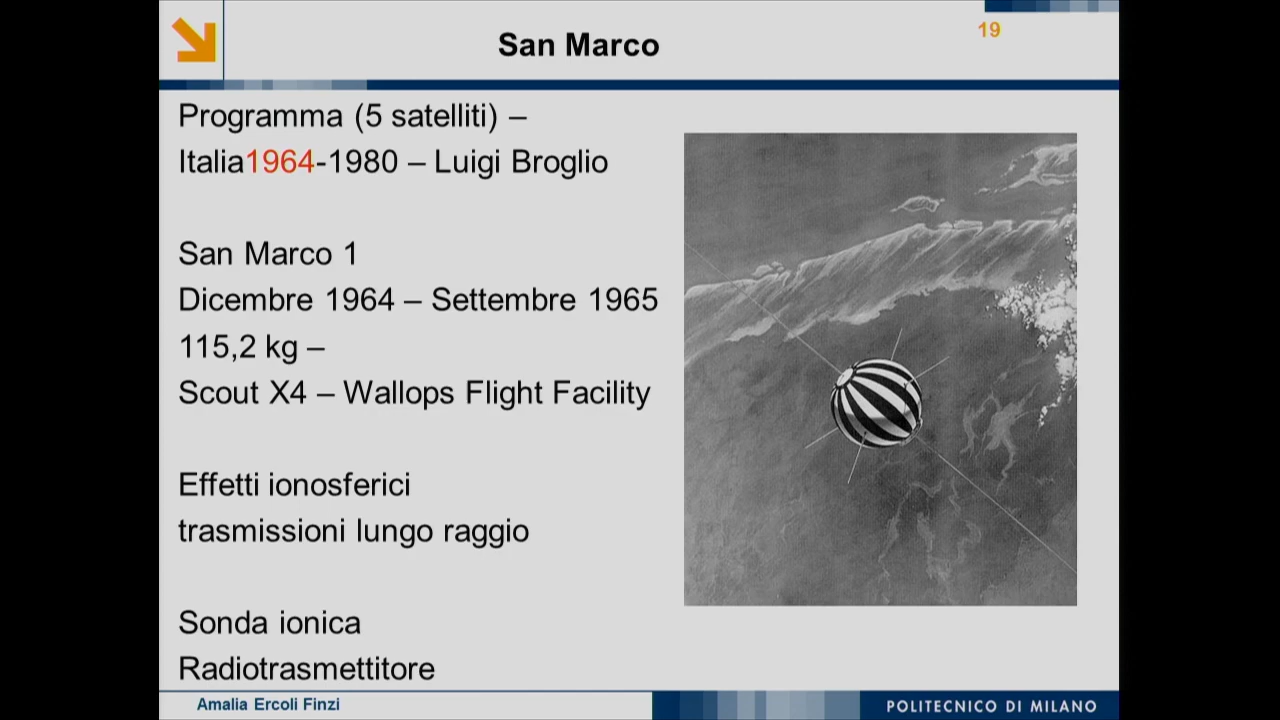 San Marco
19
Programma (5 satelliti) –
Italia1964-1980 – Luigi Broglio
San Marco 1
Dicembre 1964 – Settembre 1965
115,2 kg –
Scout X4 – Wallops Flight Facility
Effetti ionosferici
trasmissioni lungo raggio
Sonda ionica
Radiotrasmettitore
Amalia Ercoli Finzi
POLITECNICO DI MILANO